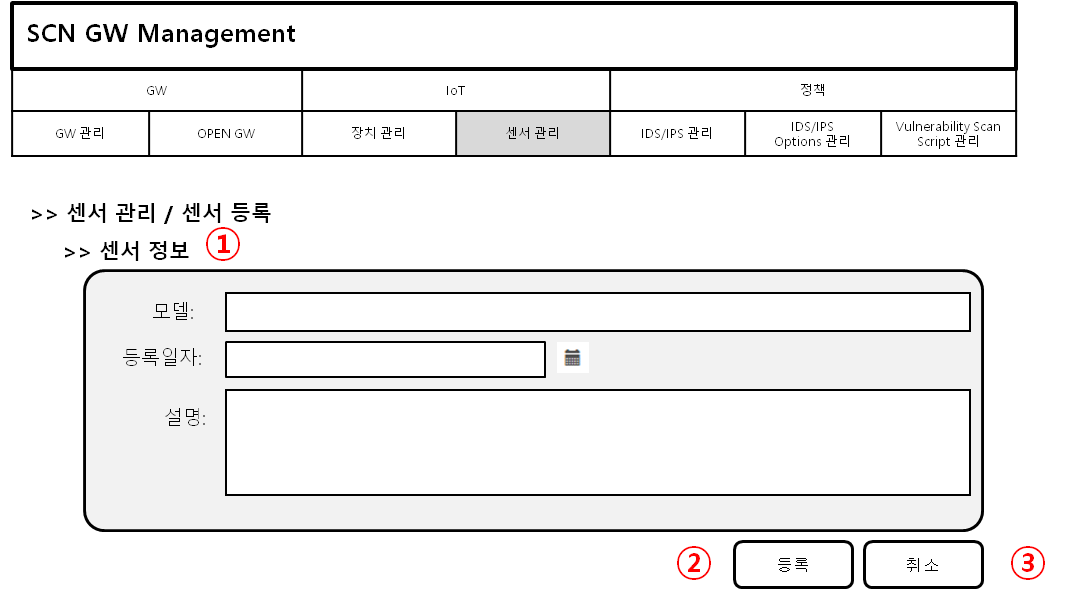 SCN GW Management
GW IoT 정책
GW 관리 OPEN GW 장치 관리 센서 관리 IDS/IPS 관리 IDS/IPS Options 관리 Vulnerability Scan Script 관리
>> 센서 관리 / 센서 등록
>> 센서 정보 ①
모델:
등록일자:
설명:
② 등록 취소 ③